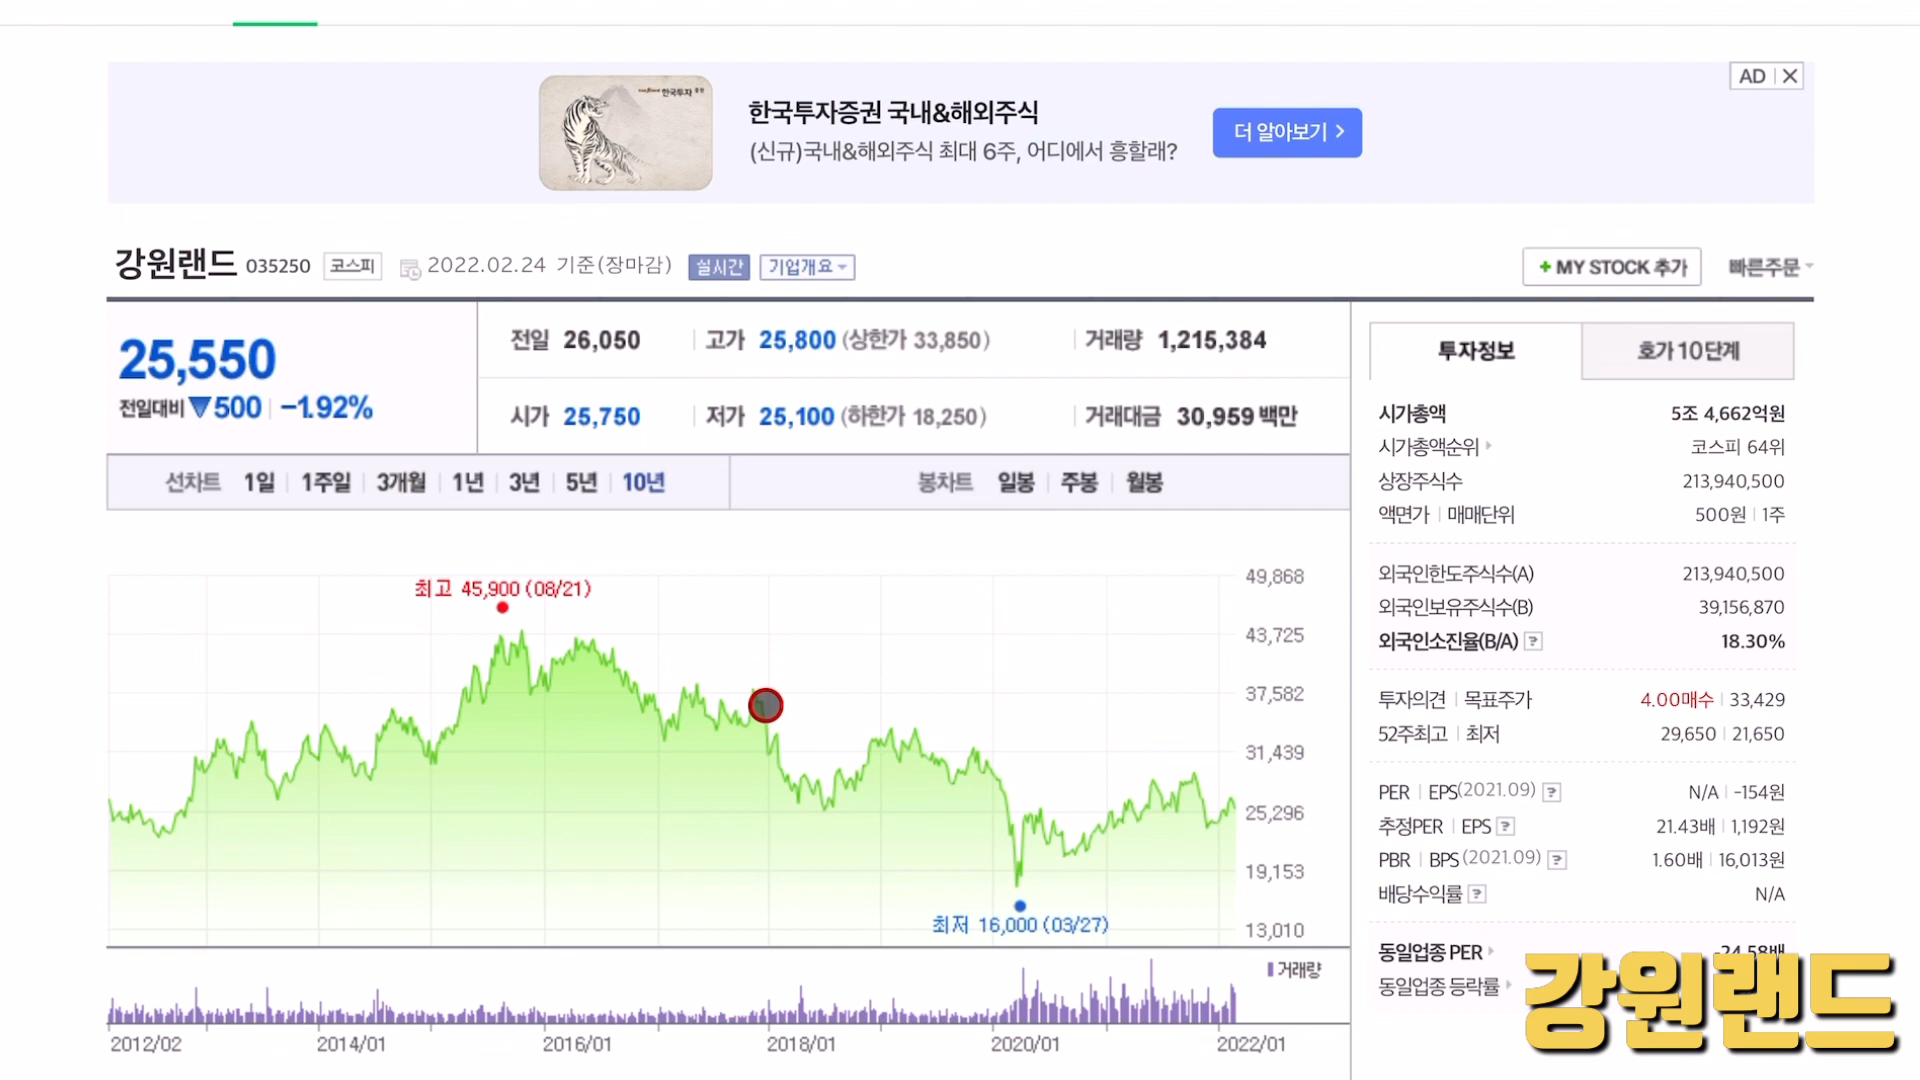 AD
한국투자증권 국내&해외주식
(신규)국내&해외주식 최대 6주, 어디에서 흥할래?
더 알아보기 >
강원랜드 035250 코스피 2022.02.24 기준(장마감) 실시간 기업개요
+ MY STOCK 추가 빠른주문
25,550
전일대비 ▼500 -1.92%
전일 26,050 고가 25,800 (상한가 33,850) 거래량 1,215,384
시가 25,750 저가 25,100 (하한가 18,250) 거래대금 30,959 백만
선차트 1일 1주일 3개월 1년 3년 5년 10년
봉차트 일봉 주봉 월봉
최고 45,900 (08/21)
최저 16,000 (03/27)
49,868
43,725
37,582
31,439
25,296
19,153
13,010
거래량
2012/02 2014/01 2016/01 2018/01 2020/01 2022/01
투자정보 호가 10단계
시가총액 5조 4,662억원
시가총액순위 코스피 64위
상장주식수 213,940,500
액면가 | 매매단위 500원 | 1주
외국인한도주식수(A) 213,940,500
외국인보유주식수(B) 39,156,870
외국인소진율(B/A) ? 18.30%
투자의견 | 목표주가 4.00매수 | 33,429
52주최고 | 최저 29,650 | 21,650
PER | EPS(2021.09) ? N/A | -154원
추정PER | EPS ? 21.43배 | 1,192원
PBR | BPS (2021.09) ? 1.60배 | 16,013원
배당수익률 ? N/A
동일업종 PER -24.58배
동일업종 등락률
강원랜드